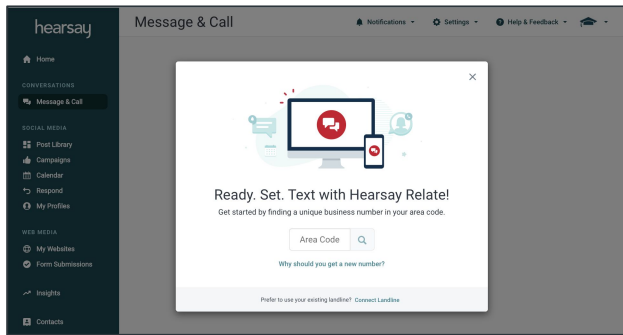 hearsay
Message & Call
Notifications
Settings
Help & Feedback
Home
CONVERSATIONS
Message & Call
SOCIAL MEDIA
Post Library
Campaigns
Calendar
Respond
My Profiles
WEB MEDIA
My Websites
Form Submissions
Insights
Contacts
Ready. Set. Text with Hearsay Relate!
Get started by finding a unique business number in your area code.
Area Code
Why should you get a new number?
Prefer to use your existing landline? Connect Landline